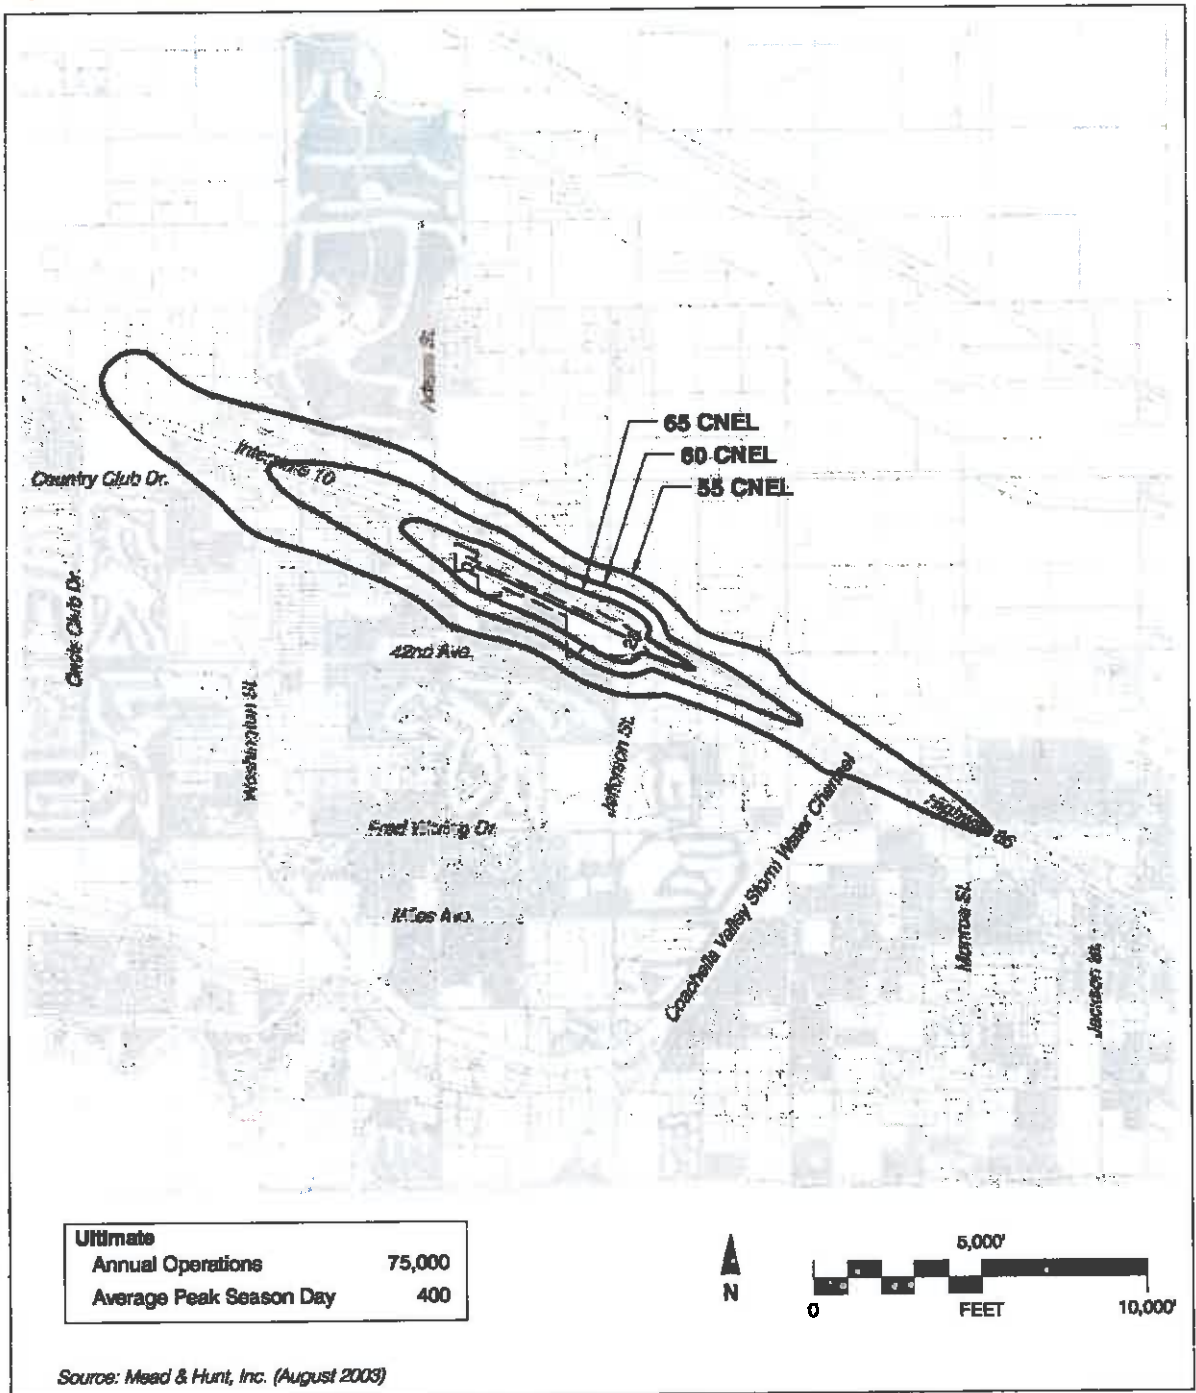 Adams St.
65 CNEL
60 CNEL
55 CNEL
Interstate 10
Country Club Dr.
Oasis Club Dr.
42nd Ave.
28
Washington St.
Jefferson St.
Coachella Valley Storm Water Channel
Fred Waring Dr.
Miles Ave.
Monroe St.
Jackson St.
Ultimate
Annual Operations 75,000
Average Peak Season Day 400
N
5,000'
0 FEET 10,000'
Source: Mead & Hunt, Inc. (August 2003)